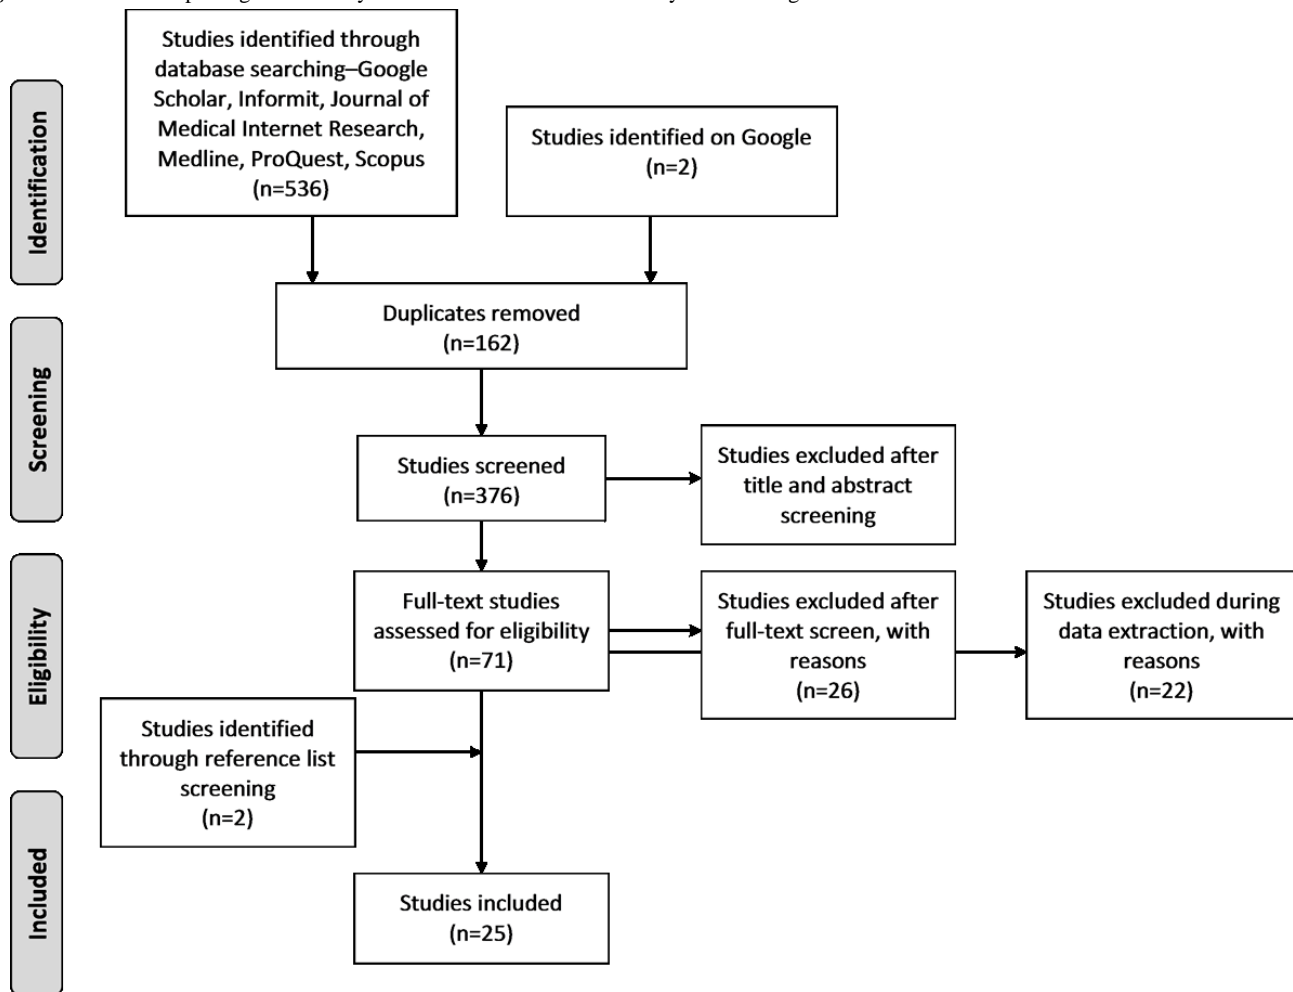 Studies identified through
database searching–Google
Scholar, Informit, Journal of
Medical Internet Research,
Medline, ProQuest, Scopus
(n=536)
Studies identified on Google
(n=2)
Identification
Duplicates removed
(n=162)
Screening
Studies screened
(n=376)
Studies excluded after
title and abstract
screening
Eligibility
Full-text studies
assessed for eligibility
(n=71)
Studies excluded after
full-text screen, with
reasons
(n=26)
Studies excluded during
data extraction, with
reasons
(n=22)
Studies identified
through reference list
screening
(n=2)
Included
Studies included
(n=25)